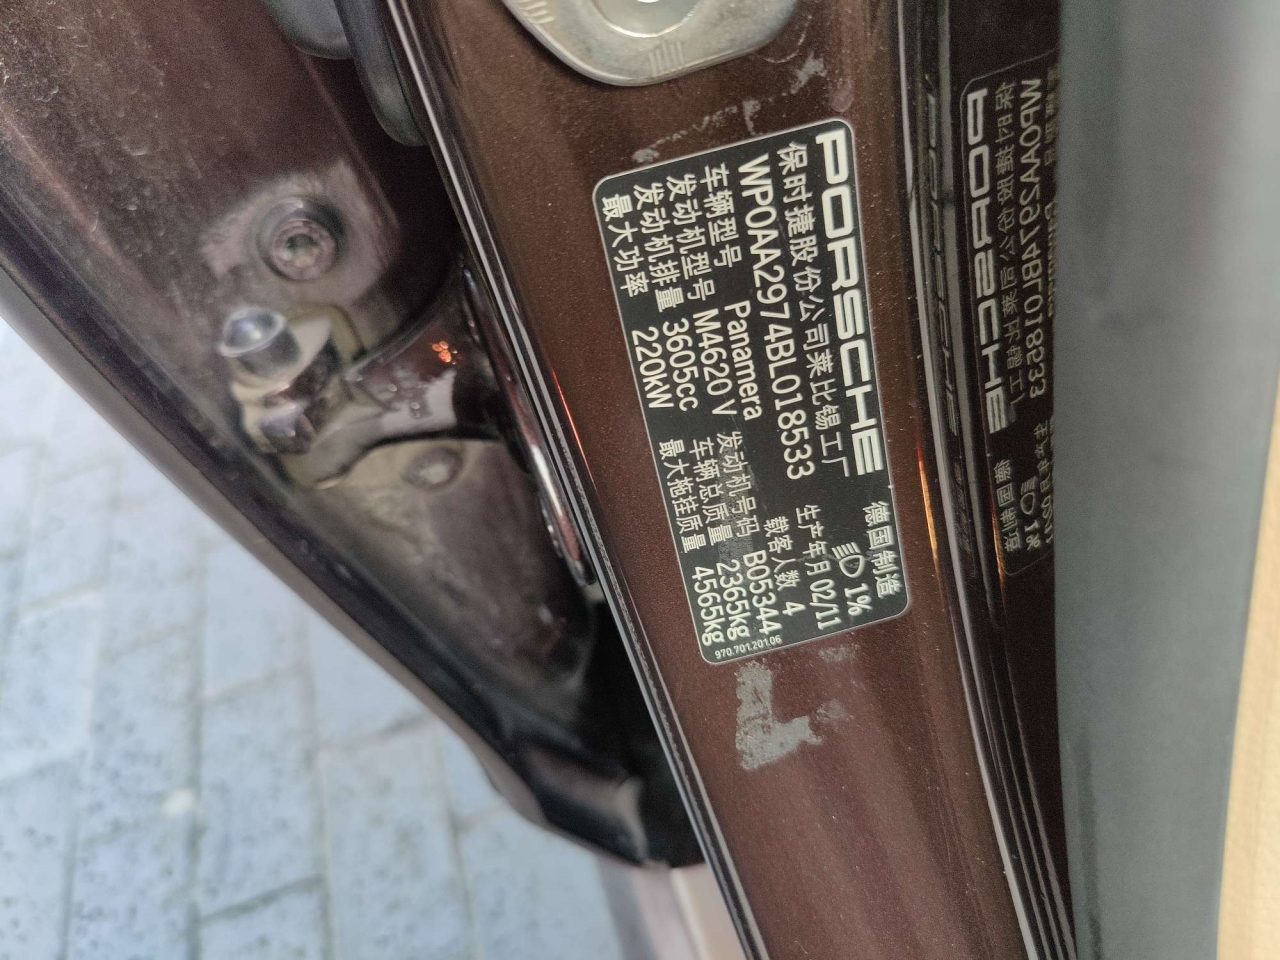 PORSCHE 德国制造
保时捷股份公司莱比锡工厂 1%
WP0AA2974BL018533 生产年月 02/11
车辆型号 Panamera 载客人数 4
发动机型号 M4620V 发动机号码 B05344
发动机排量 3605cc 车辆总质量 2365kg
最大功率 220kW 最大拖挂质量 4565kg
970.701.201.06